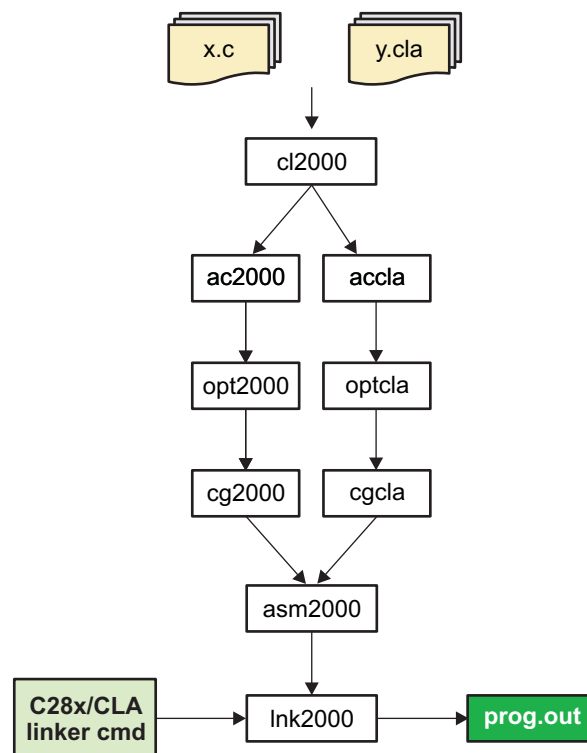 x.c
y.cla
cl2000
ac2000
accla
opt2000
optcla
cg2000
cgcla
asm2000
C28x/CLA
linker cmd
lnk2000
prog.out